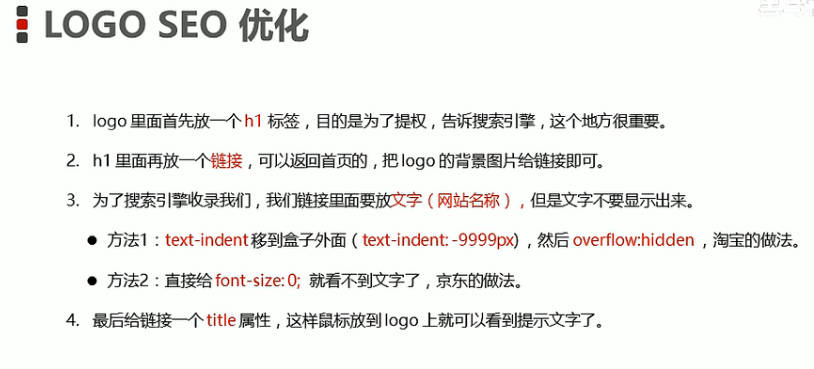 LOGO SEO 优化
1. logo 里面首先放一个 h1 标签，目的是为了提权，告诉搜索引擎，这个地方很重要。
2. h1 里面再放一个链接，可以返回首页的，把 logo 的背景图片给链接即可。
3. 为了搜索引擎收录我们，我们链接里面要放文字（网站名称），但是文字不要显示出来。
● 方法1：text-indent 移到盒子外面（text-indent: -9999px)，然后 overflow:hidden ，淘宝的做法。
● 方法2：直接给 font-size: 0; 就看不到文字了，京东的做法。
4. 最后给链接一个 title 属性，这样鼠标放到 logo 上就可以看到提示文字了。